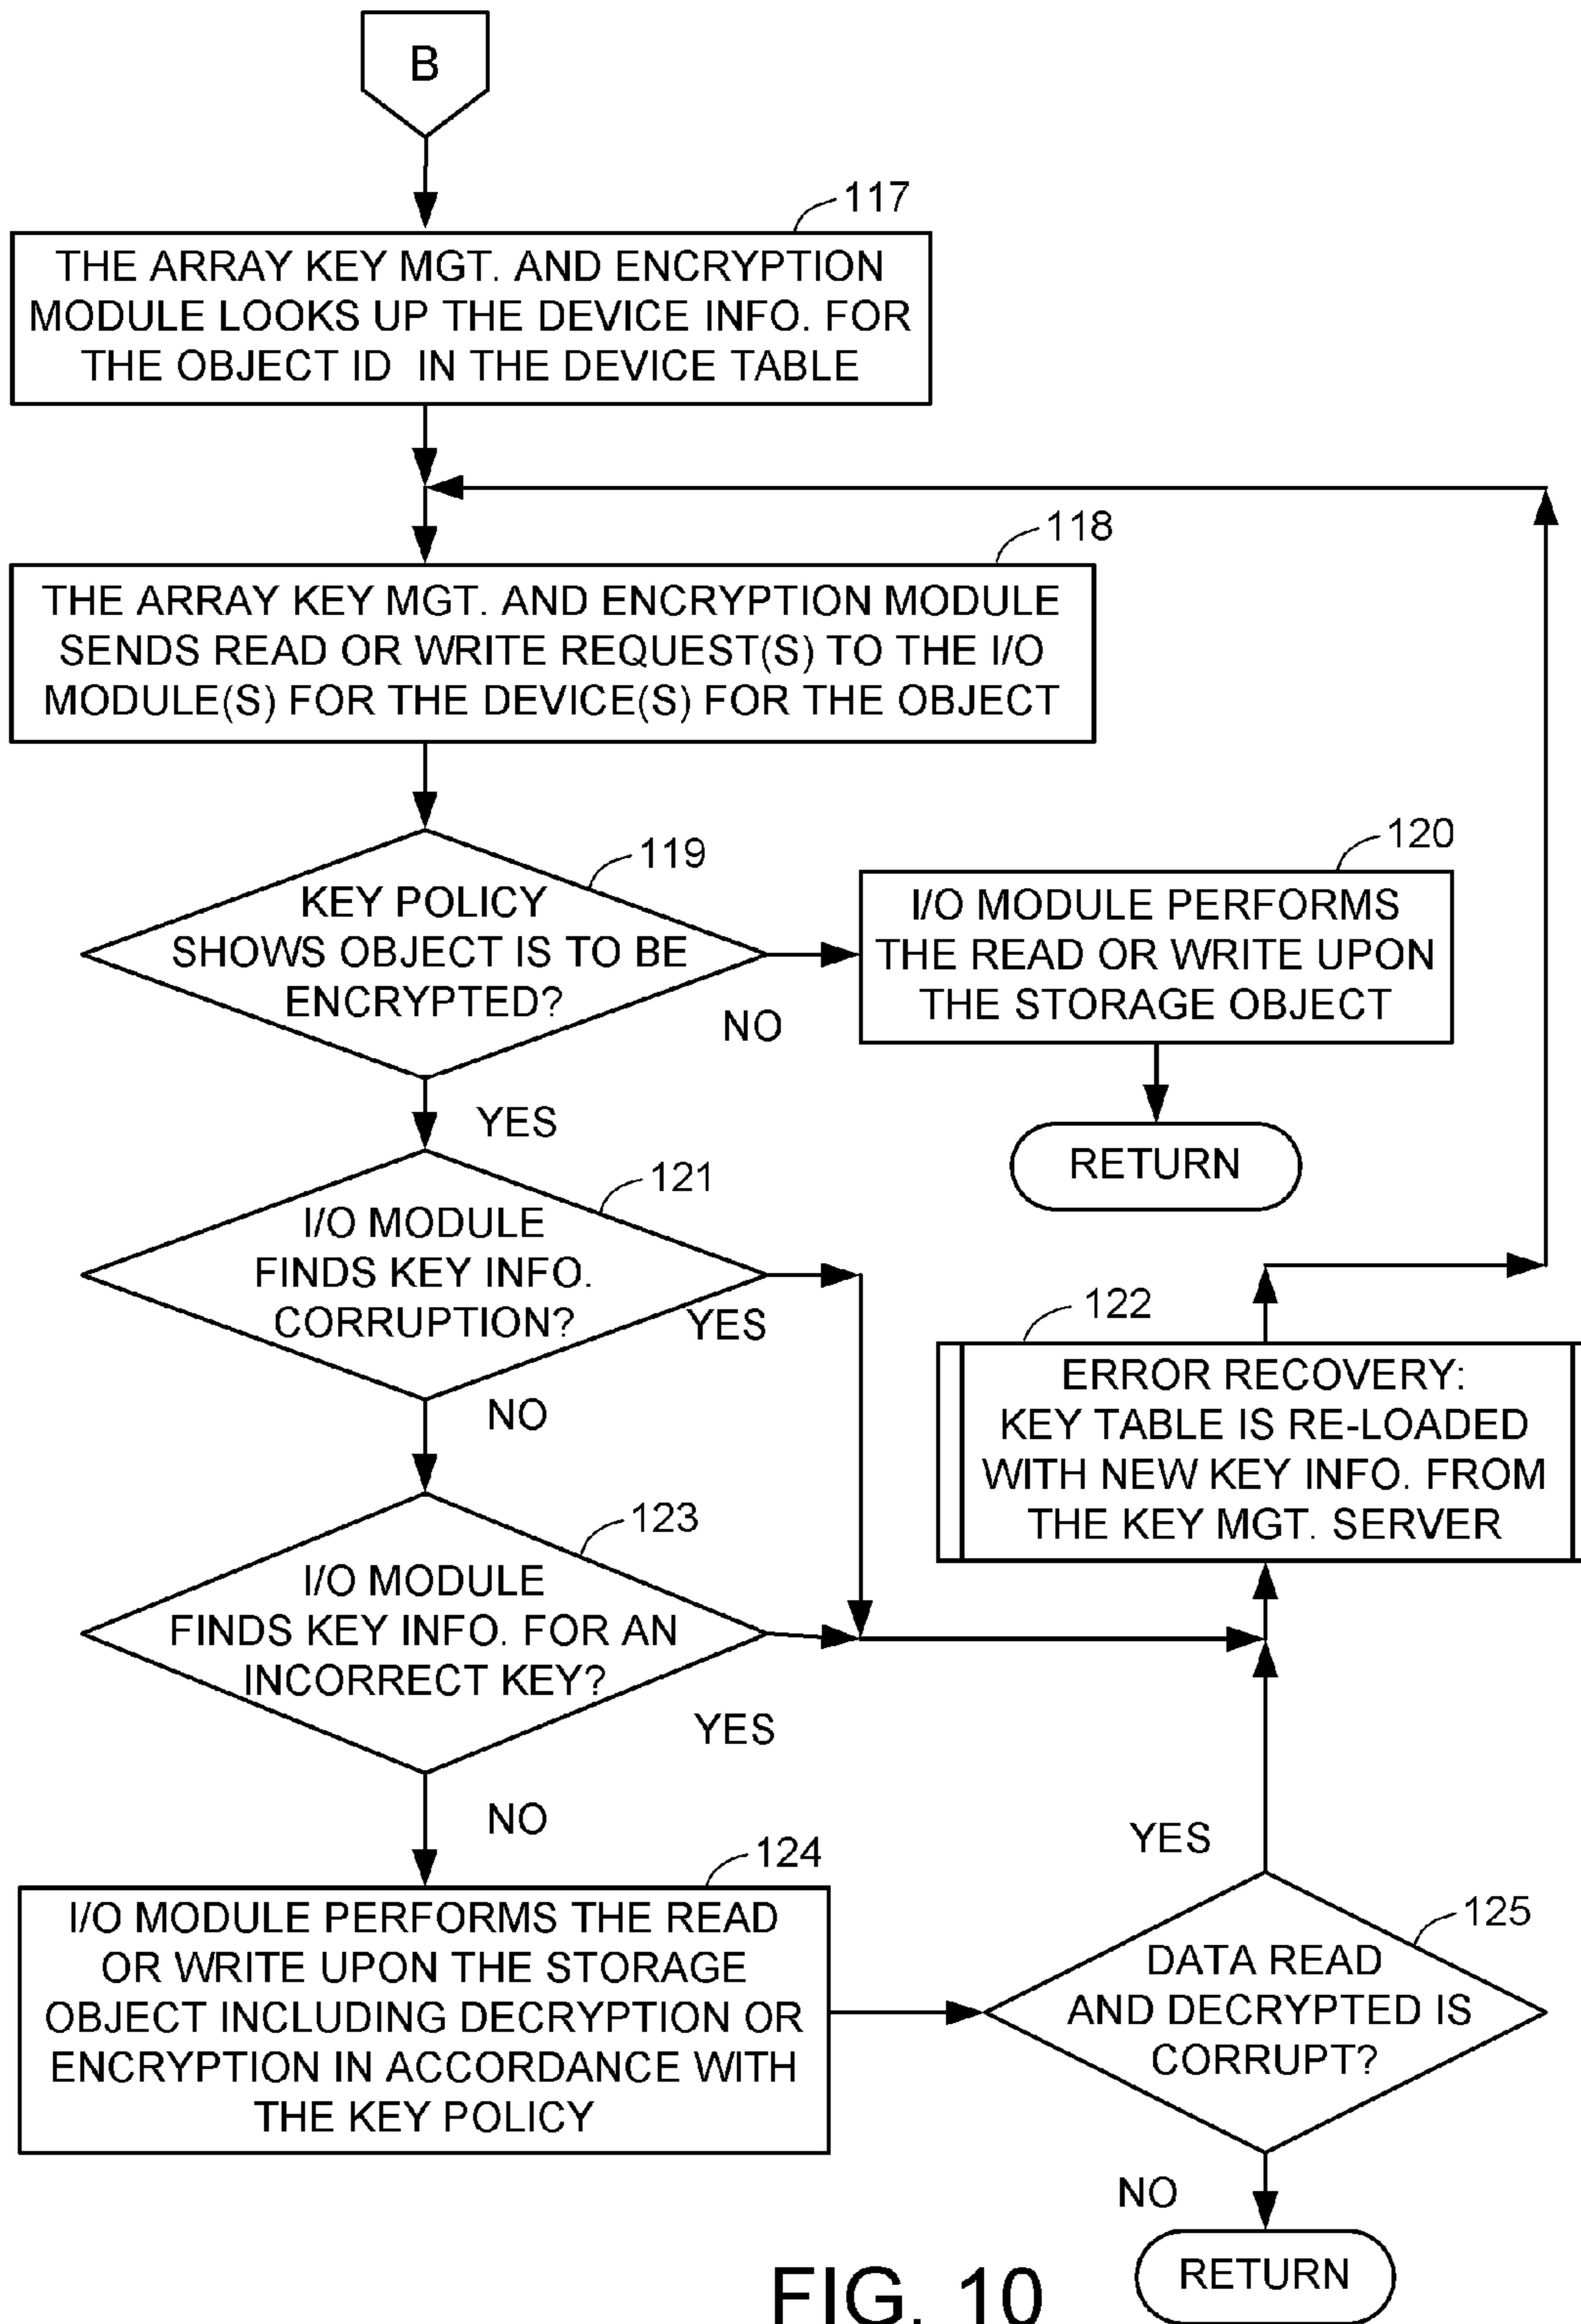 B
117
THE ARRAY KEY MGT. AND ENCRYPTION
MODULE LOOKS UP THE DEVICE INFO. FOR
THE OBJECT ID IN THE DEVICE TABLE
118
THE ARRAY KEY MGT. AND ENCRYPTION MODULE
SENDS READ OR WRITE REQUEST(S) TO THE I/O
MODULE(S) FOR THE DEVICE(S) FOR THE OBJECT
119
KEY POLICY
SHOWS OBJECT IS TO BE
ENCRYPTED?
NO
YES
120
I/O MODULE PERFORMS
THE READ OR WRITE UPON
THE STORAGE OBJECT
RETURN
121
I/O MODULE
FINDS KEY INFO.
CORRUPTION?
YES
NO
122
ERROR RECOVERY:
KEY TABLE IS RE-LOADED
WITH NEW KEY INFO. FROM
THE KEY MGT. SERVER
123
I/O MODULE
FINDS KEY INFO. FOR AN
INCORRECT KEY?
YES
NO
124
I/O MODULE PERFORMS THE READ
OR WRITE UPON THE STORAGE
OBJECT INCLUDING DECRYPTION OR
ENCRYPTION IN ACCORDANCE WITH
THE KEY POLICY
YES
125
DATA READ
AND DECRYPTED IS
CORRUPT?
NO
RETURN
FIG. 10